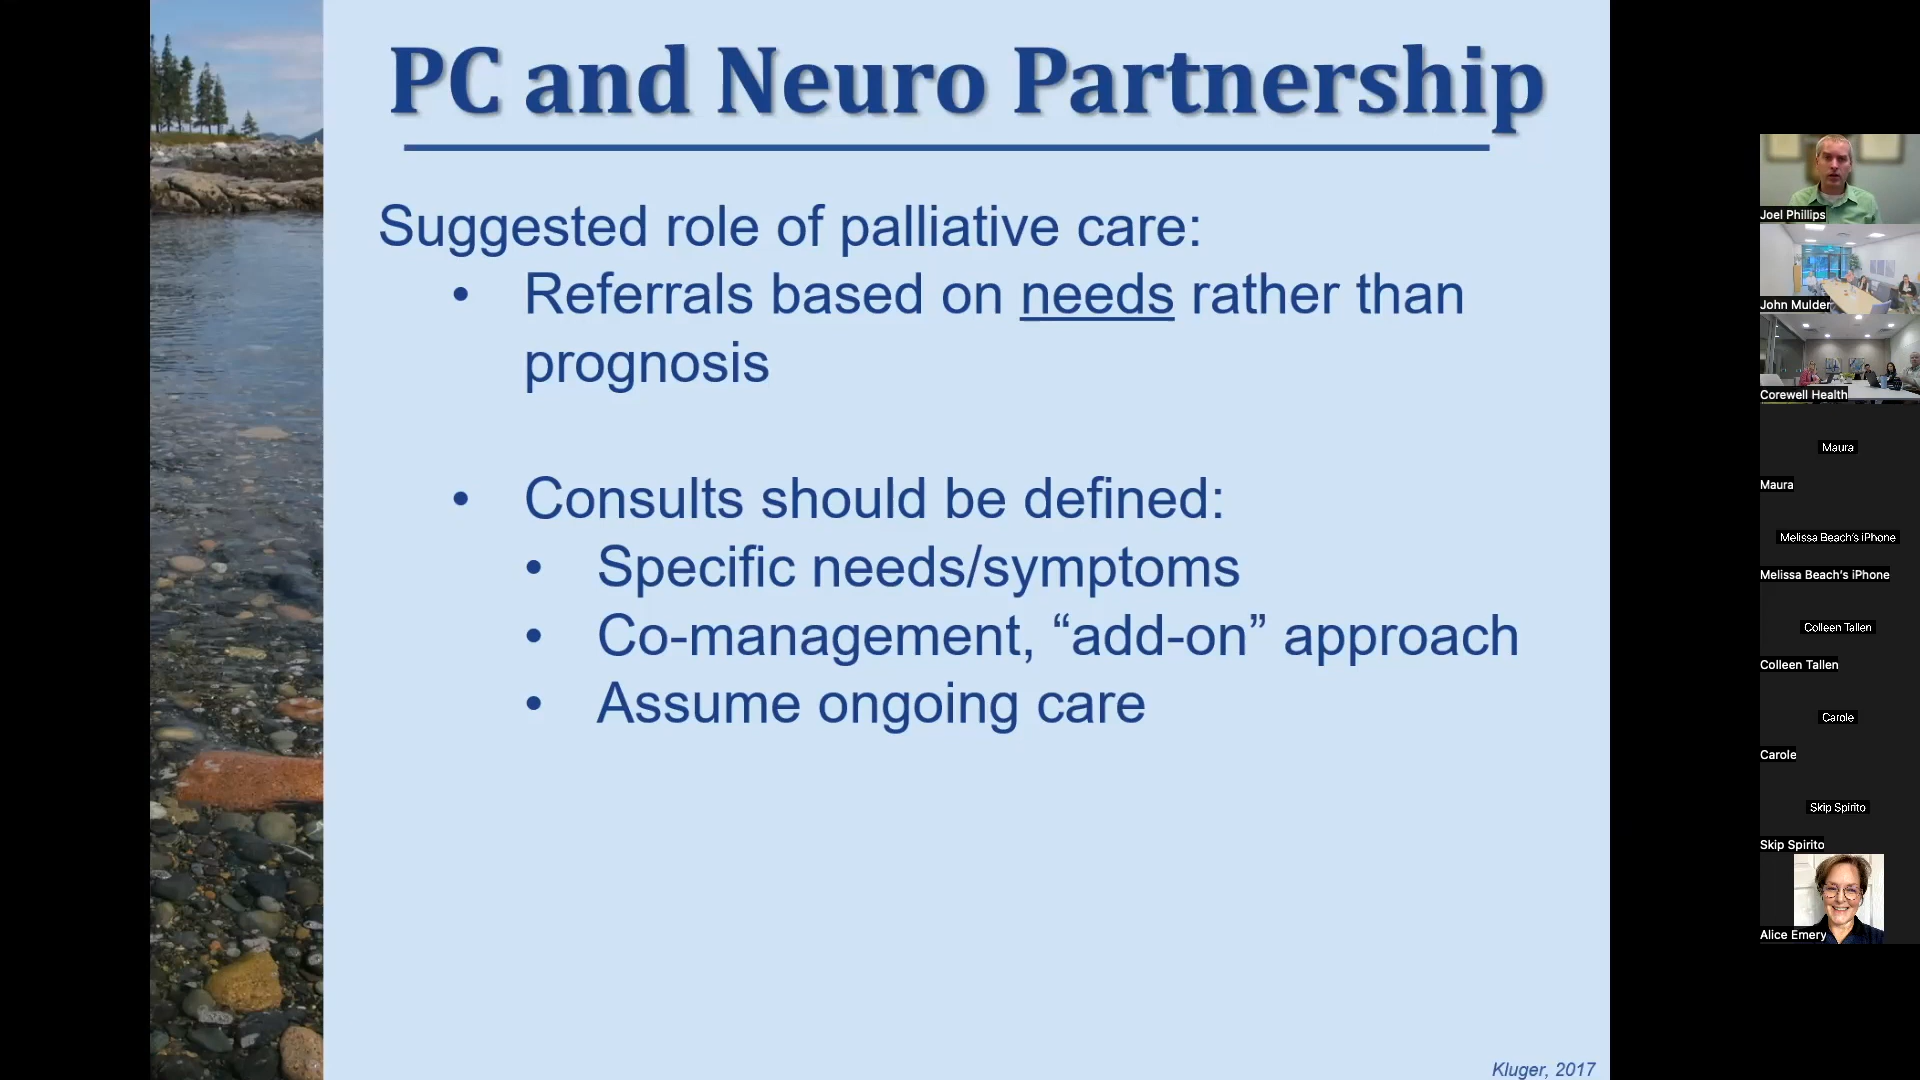 PC and Neuro Partnership
Suggested role of palliative care:
• Referrals based on needs rather than
prognosis
• Consults should be defined:
• Specific needs/symptoms
• Co-management, “add-on” approach
• Assume ongoing care
Kluger, 2017
Joel Phillips
John Mulder
Corewell Health
Maura
Maura
Melissa Beach’s iPhone
Melissa Beach’s iPhone
Colleen Tallen
Colleen Tallen
Carole
Carole
Skip Spirito
Skip Spirito
Alice Emery